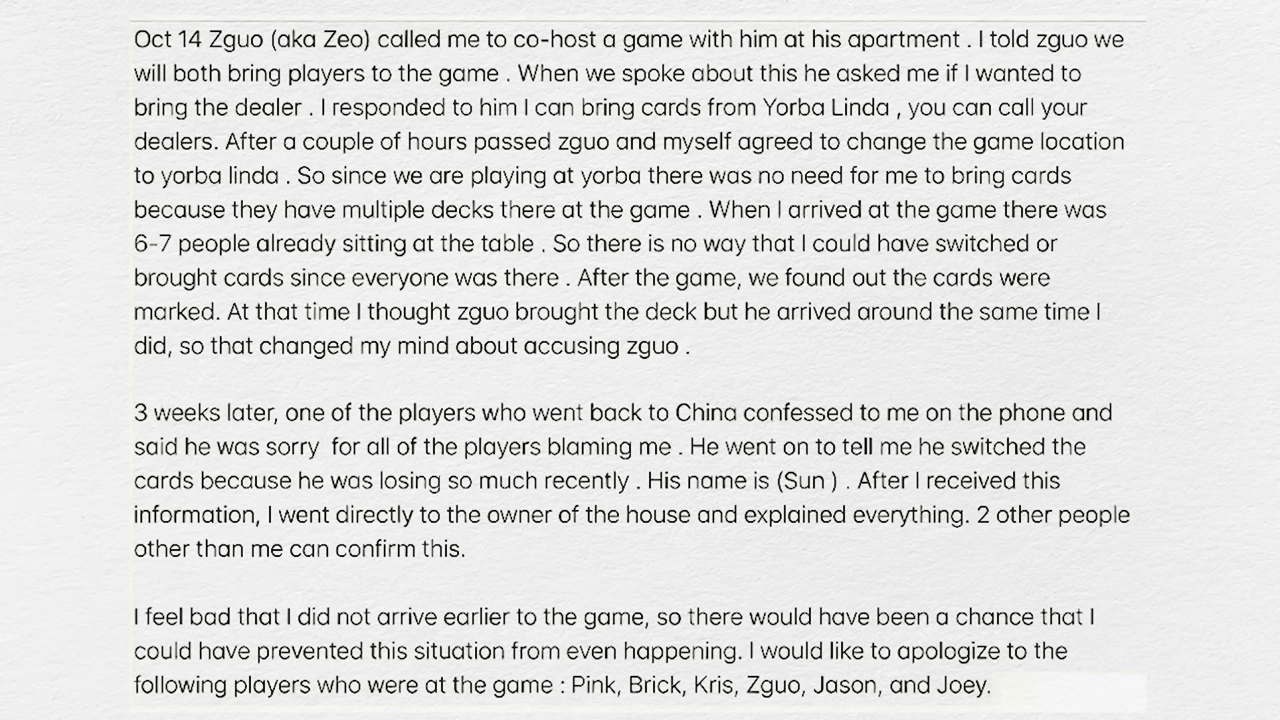 Oct 14 Zguo (aka Zeo) called me to co-host a game with him at his apartment . I told zguo we
will both bring players to the game . When we spoke about this he asked me if I wanted to
bring the dealer . I responded to him I can bring cards from Yorba Linda , you can call your
dealers. After a couple of hours passed zguo and myself agreed to change the game location
to yorba linda . So since we are playing at yorba there was no need for me to bring cards
because they have multiple decks there at the game . When I arrived at the game there was
6-7 people already sitting at the table . So there is no way that I could have switched or
brought cards since everyone was there . After the game, we found out the cards were
marked. At that time I thought zguo brought the deck but he arrived around the same time I
did, so that changed my mind about accusing zguo .
3 weeks later, one of the players who went back to China confessed to me on the phone and
said he was sorry  for all of the players blaming me . He went on to tell me he switched the
cards because he was losing so much recently . His name is (Sun ) . After I received this
information, I went directly to the owner of the house and explained everything. 2 other people
other than me can confirm this.
I feel bad that I did not arrive earlier to the game, so there would have been a chance that I
could have prevented this situation from even happening. I would like to apologize to the
following players who were at the game : Pink, Brick, Kris, Zguo, Jason, and Joey.